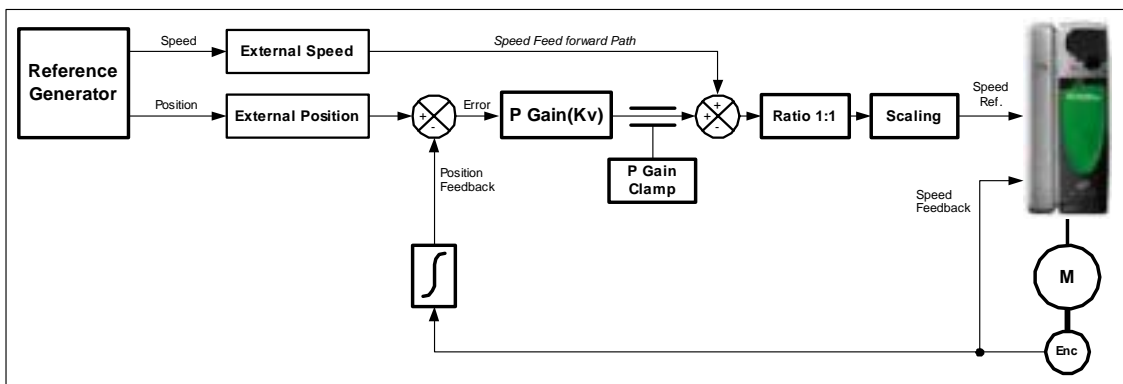 Speed
External Speed
Speed Feed forward Path
Reference
Generator
Speed
Ref.
Position
External Position
+
-
Error
P Gain(Kv)
+
+
-
Ratio 1:1
Scaling
P Gain
Clamp
Position
Feedback
Speed
Feedback
M
Enc